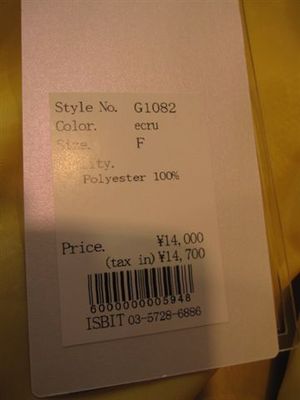 Style No. G1082
Color. ecru
Size. F
Polyester 100%
Price. ¥14,000
(tax in) ¥14,700
6000000005948
ISBIT 03-5728-6886